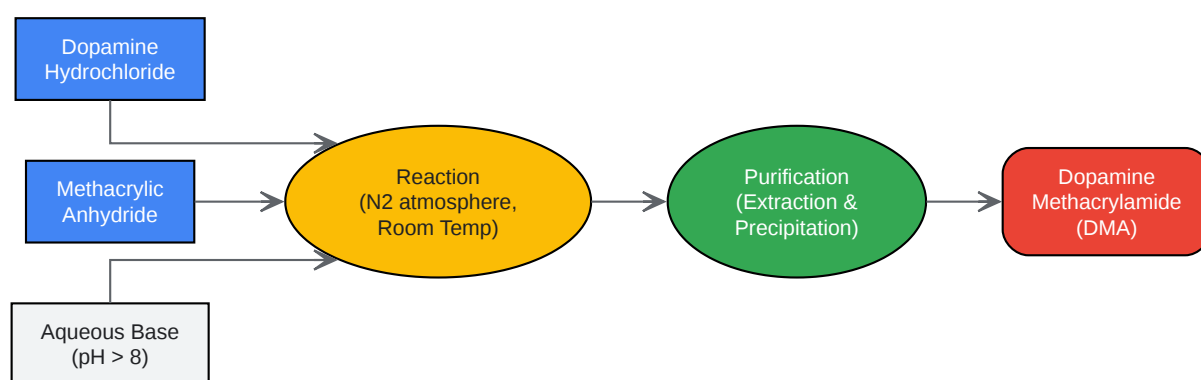 Dopamine
Hydrochloride
Methacrylic
Anhydride
Aqueous Base
(pH > 8)
Reaction
(N2 atmosphere,
Room Temp)
Purification
(Extraction &
Precipitation)
Dopamine
Methacrylamide
(DMA)